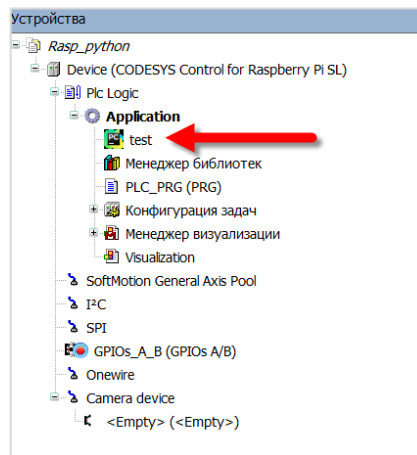 Устройства
Rasp_python
Device (CODESYS Control for Raspberry Pi SL)
Plc Logic
Application
test
Менеджер библиотек
PLC_PRG (PRG)
Конфигурация задач
Менеджер визуализации
Visualization
SoftMotion General Axis Pool
I²C
SPI
GPIOs_A_B (GPIOs A/B)
Onewire
Camera device
<Empty> (<Empty>)